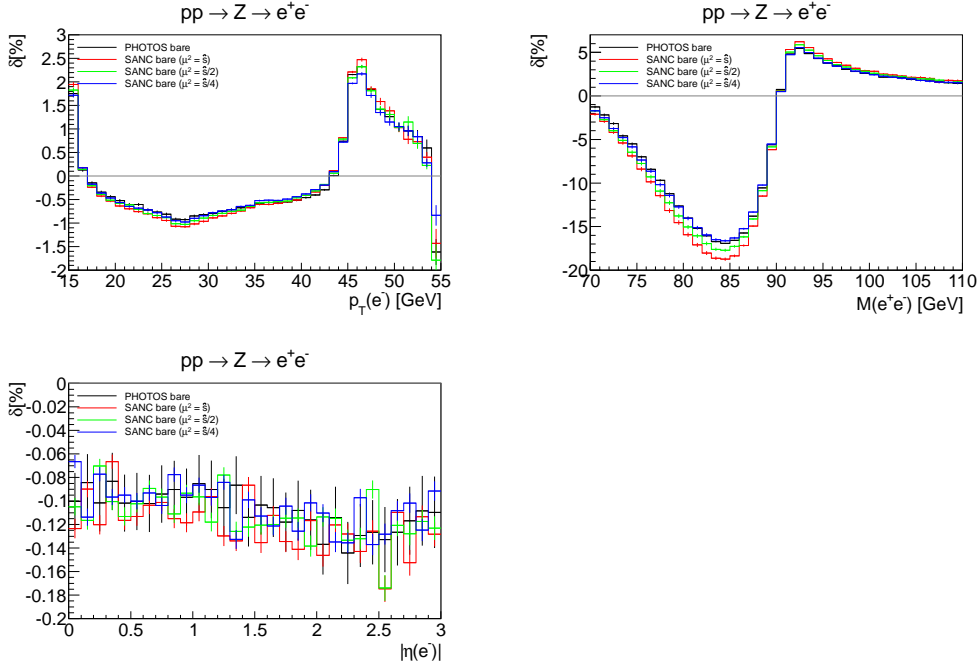 pp → Z → e⁺e⁻
δ[%]
PHOTOS bare
SANC bare (μ² = ŝ)
SANC bare (μ² = ŝ/2)
SANC bare (μ² = ŝ/4)
3
2.5
2
1.5
1
0.5
0
-0.5
-1
-1.5
-2
15 20 25 30 35 40 45 50 55
p_T(e⁻) [GeV]
pp → Z → e⁺e⁻
δ[%]
PHOTOS bare
SANC bare (μ² = ŝ)
SANC bare (μ² = ŝ/2)
SANC bare (μ² = ŝ/4)
5
0
-5
-10
-15
-20
70 75 80 85 90 95 100 105 110
M(e⁺e⁻) [GeV]
pp → Z → e⁺e⁻
δ[%]
PHOTOS bare
SANC bare (μ² = ŝ)
SANC bare (μ² = ŝ/2)
SANC bare (μ² = ŝ/4)
0
-0.02
-0.04
-0.06
-0.08
-0.1
-0.12
-0.14
-0.16
-0.18
-0.2
0 0.5 1 1.5 2 2.5 3
|η(e⁻)|